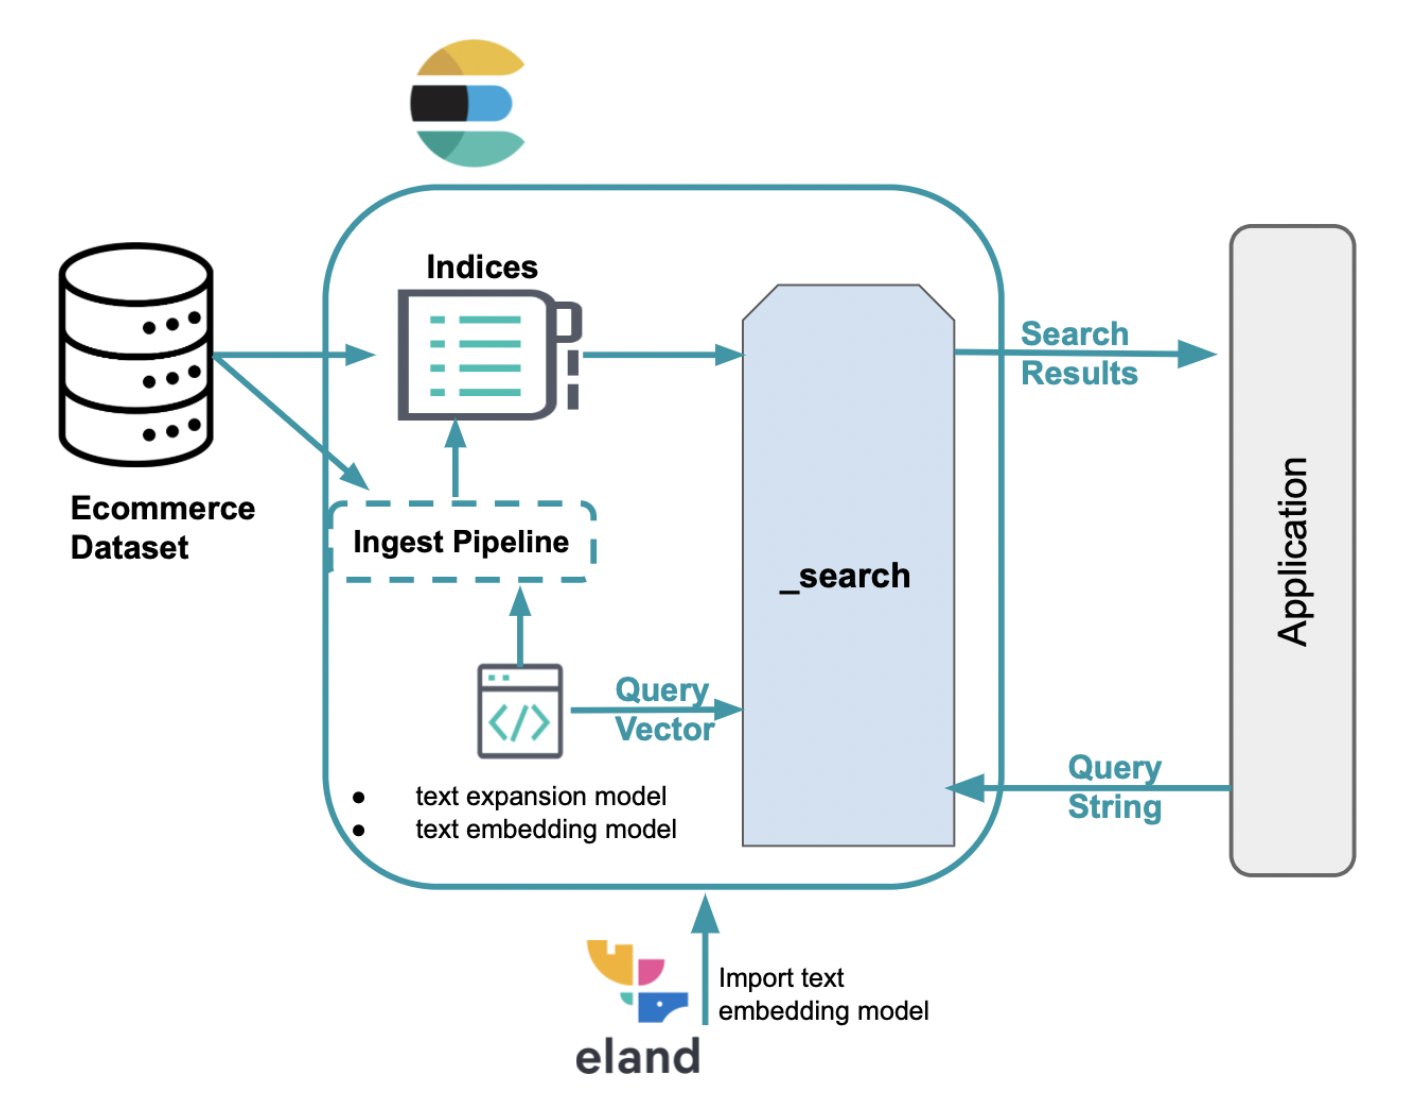 Indices
Ecommerce
Dataset
Ingest Pipeline
_search
Search
Results
Application
Query
Vector
Query
String
● text expansion model
● text embedding model
Import text
embedding model
eland